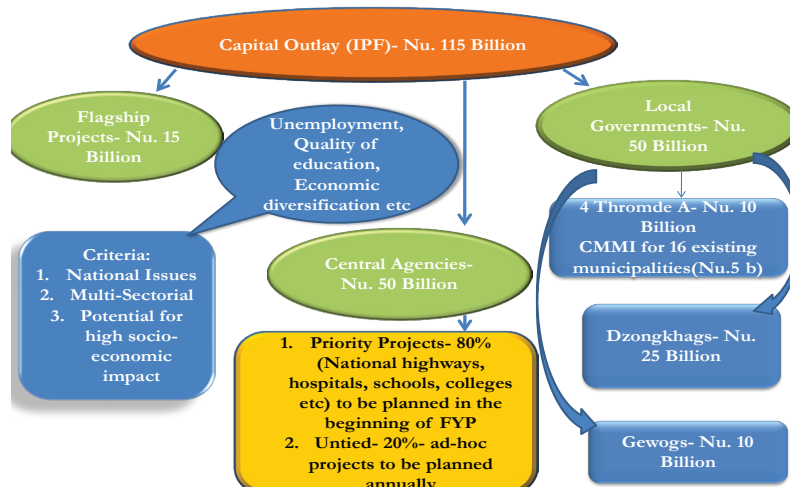 Capital Outlay (IPF)- Nu. 115 Billion
Flagship
Projects- Nu. 15
Billion
Unemployment,
Quality of
education,
Economic
diversification etc
Local
Governments- Nu.
50 Billion
4 Thromde A- Nu. 10
Billion
CMMI for 16 existing
municipalities(Nu.5 b)
Criteria:
1. National Issues
2. Multi-Sectorial
3. Potential for
high socio-
economic
impact
Central Agencies-
Nu. 50 Billion
Dzongkhags- Nu.
25 Billion
1. Priority Projects- 80%
(National highways,
hospitals, schools, colleges
etc) to be planned in the
beginning of FYP
2. Untied- 20%- ad-hoc
projects to be planned
annually
Gewogs- Nu. 10
Billion